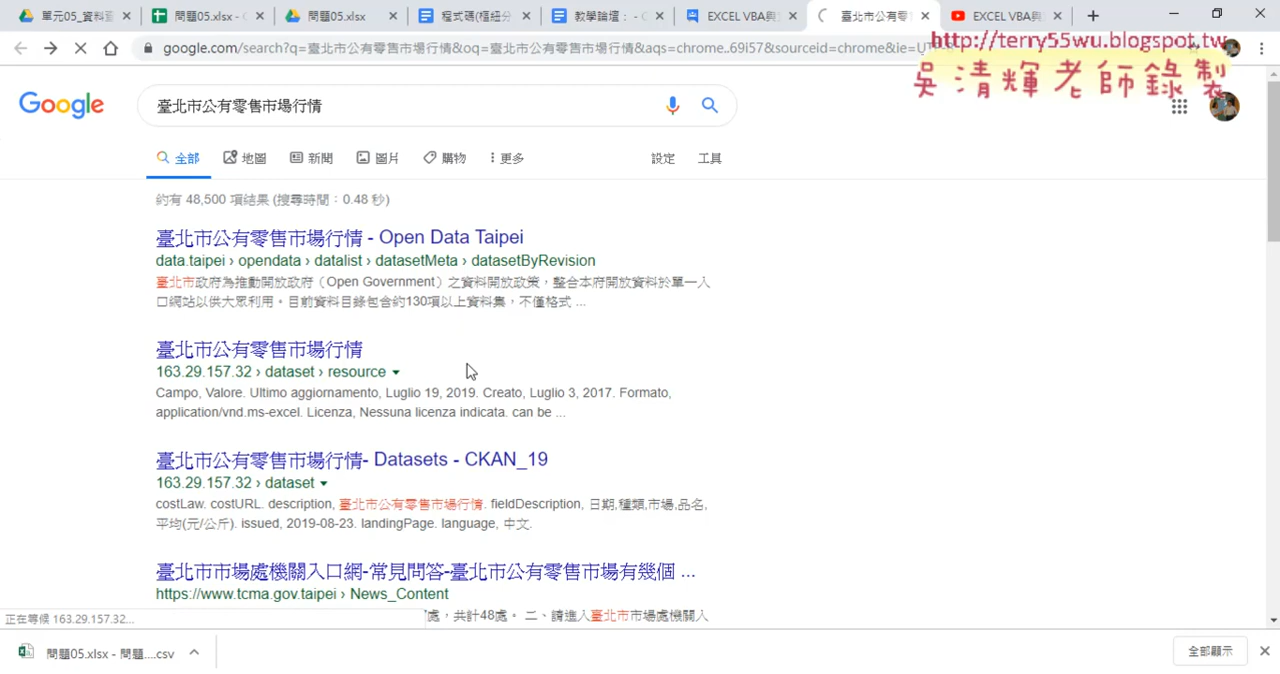 單元05_資料
問題05.xlsx - 
問題05.xlsx
程式碼(樞紐分
教學論壇： - 
EXCEL VBA與
臺北市公有零
EXCEL VBA與
google.com/search?q=臺北市公有零售市場行情&oq=臺北市公有零售市場行情&aqs=chrome..69i57&sourceid=chrome&ie=U
http://terry55wu.blogspot.tw
吳清輝老師錄製
Google
臺北市公有零售市場行情
全部
地圖
新聞
圖片
購物
更多
設定
工具
約有 48,500 項結果 (搜尋時間：0.48 秒)
臺北市公有零售市場行情 - Open Data Taipei
data.taipei › opendata › datalist › datasetMeta › datasetByRevision
臺北市政府為推動開放政府（Open Government）之資料開放政策，整合本府開放資料於單一入
口網站以供大眾利用。目前資料目錄包含約130項以上資料集，不僅格式 ...
臺北市公有零售市場行情
163.29.157.32 › dataset › resource
Campo, Valore. Ultimo aggiornamento, Luglio 19, 2019. Creato, Luglio 3, 2017. Formato,
application/vnd.ms-excel. Licenza, Nessuna licenza indicata. can be ...
臺北市公有零售市場行情- Datasets - CKAN_19
163.29.157.32 › dataset
costLaw. costURL. description, 臺北市公有零售市場行情. fieldDescription, 日期,種類,市場,品名,
平均(元/公斤). issued, 2019-08-23. landingPage. language, 中文.
臺北市市場處機關入口網-常見問答-臺北市公有零售市場有幾個 ...
https://www.tcma.gov.taipei › News_Content
處，共計48處。 二、請進入臺北市市場處機關入
正在等候 163.29.157.32...
問題05.xlsx - 問題....csv
全部顯示